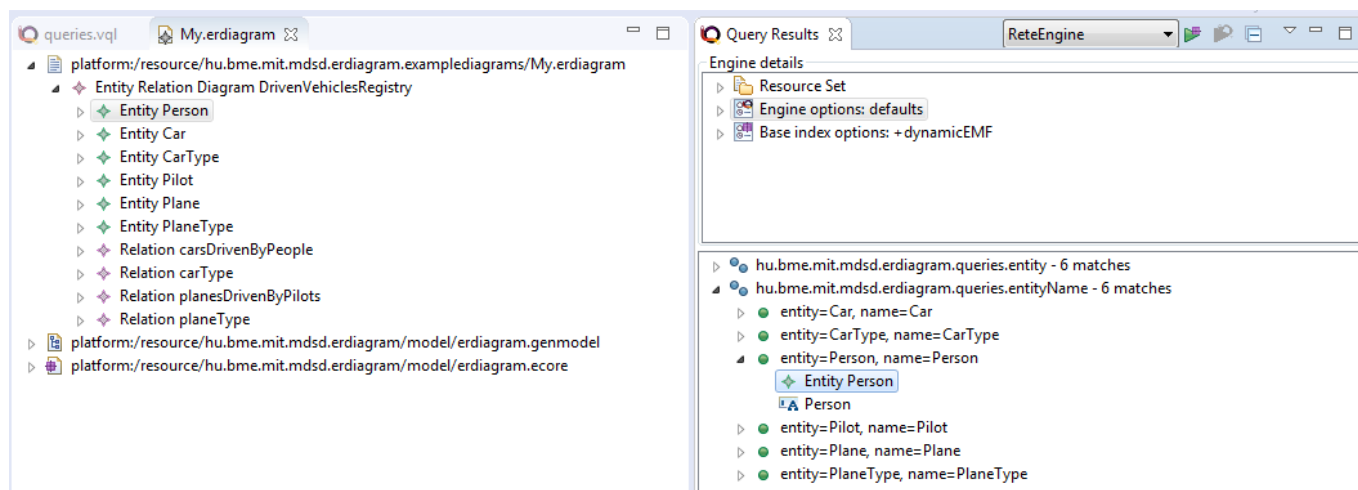 queries.vql
My.erdiagram
platform:/resource/hu.bme.mit.mdsd.erdiagram.examplediagrams/My.erdiagram
Entity Relation Diagram DrivenVehiclesRegistry
Entity Person
Entity Car
Entity CarType
Entity Pilot
Entity Plane
Entity PlaneType
Relation carsDrivenByPeople
Relation carType
Relation planesDrivenByPilots
Relation planeType
platform:/resource/hu.bme.mit.mdsd.erdiagram/model/erdiagram.genmodel
platform:/resource/hu.bme.mit.mdsd.erdiagram/model/erdiagram.ecore
Query Results
ReteEngine
Engine details
Resource Set
Engine options: defaults
Base index options: +dynamicEMF
hu.bme.mit.mdsd.erdiagram.queries.entity - 6 matches
hu.bme.mit.mdsd.erdiagram.queries.entityName - 6 matches
entity=Car, name=Car
entity=CarType, name=CarType
entity=Person, name=Person
Entity Person
Person
entity=Pilot, name=Pilot
entity=Plane, name=Plane
entity=PlaneType, name=PlaneType